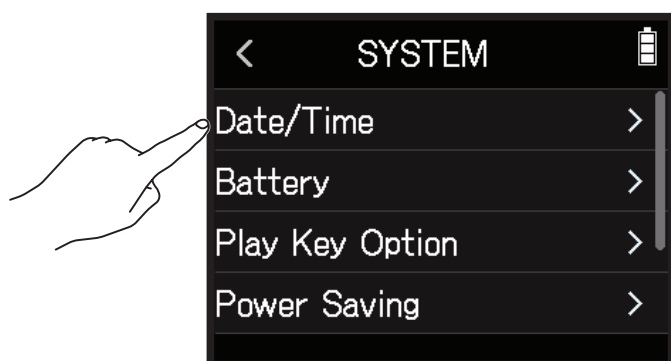 SYSTEM
Date/Time
Battery
Play Key Option
Power Saving